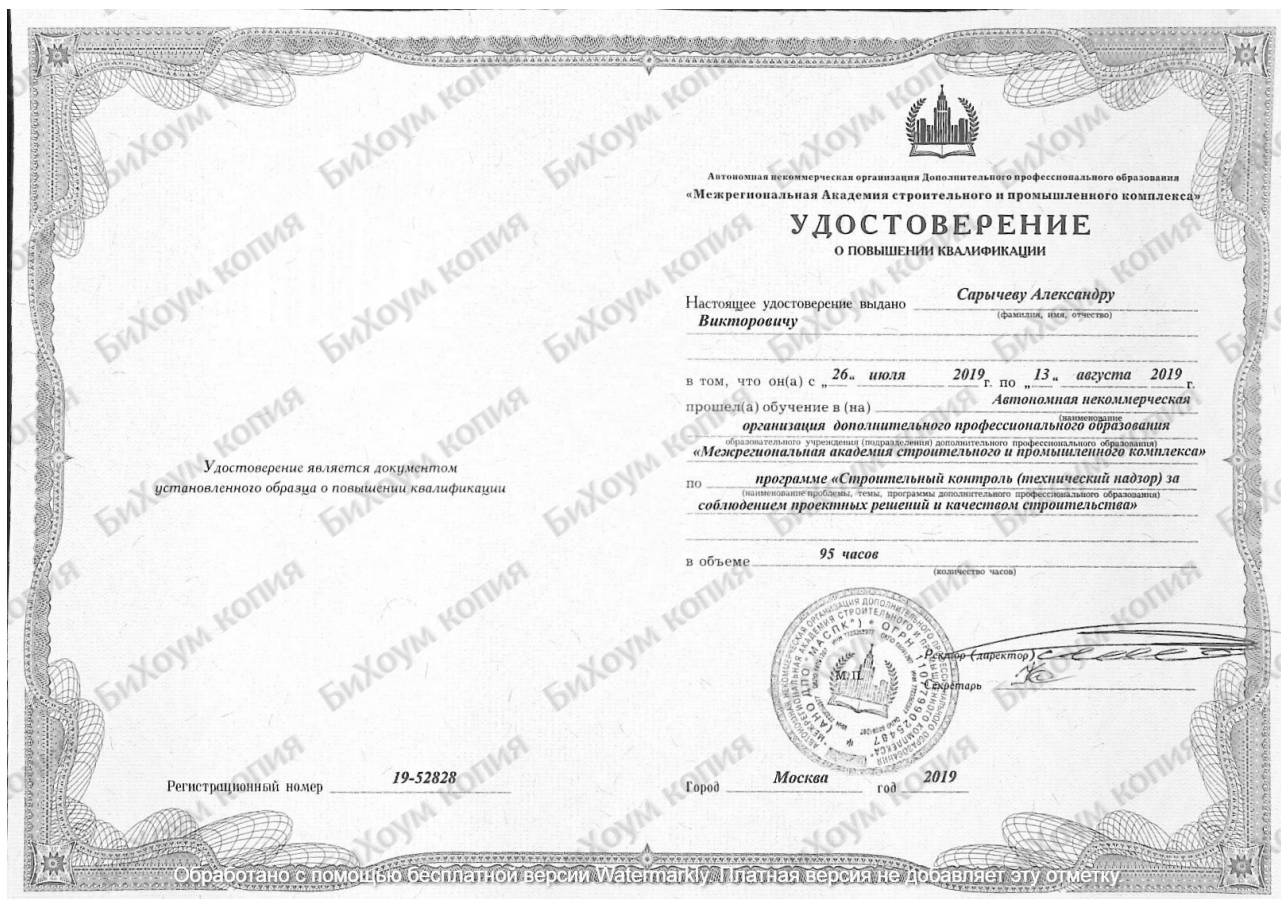 Автономная некоммерческая организация Дополнительного профессионального образования
«Межрегиональная Академия строительного и промышленного комплекса»
УДОСТОВЕРЕНИЕ
О ПОВЫШЕНИИ КВАЛИФИКАЦИИ
Настоящее удостоверение выдано Сарычеву Александру
(фамилия, имя, отчество)
Викторовичу
в том, что он(а) с „26" июля 2019 г. по „13" августа 2019 г.
прошел(а) обучение в (на) Автономная некоммерческая
(наименование
организация дополнительного профессионального образования
образовательного учреждения (подразделения) дополнительного профессионального образования)
«Межрегиональная академия строительного и промышленного комплекса»
по программе «Строительный контроль (технический надзор) за
(наименование проблемы, темы, программы дополнительного профессионального образования)
соблюдением проектных решений и качеством строительства»
в объеме 95 часов
(количество часов)
Ректор (директор)
М.П.
Секретарь
Город Москва год 2019
Удостоверение является документом
установленного образца о повышении квалификации
Регистрационный номер 19-52828
БиХоум копия
Обработано с помощью бесплатной версии Watermarkly. Платная версия не добавляет эту отметку.